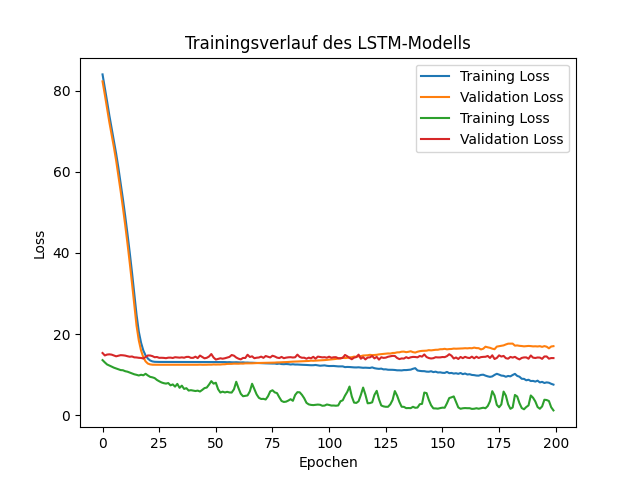 Trainingsverlauf des LSTM-Modells
Training Loss
Validation Loss
Training Loss
Validation Loss
80
60
40
20
0
Loss
0 25 50 75 100 125 150 175 200
Epochen